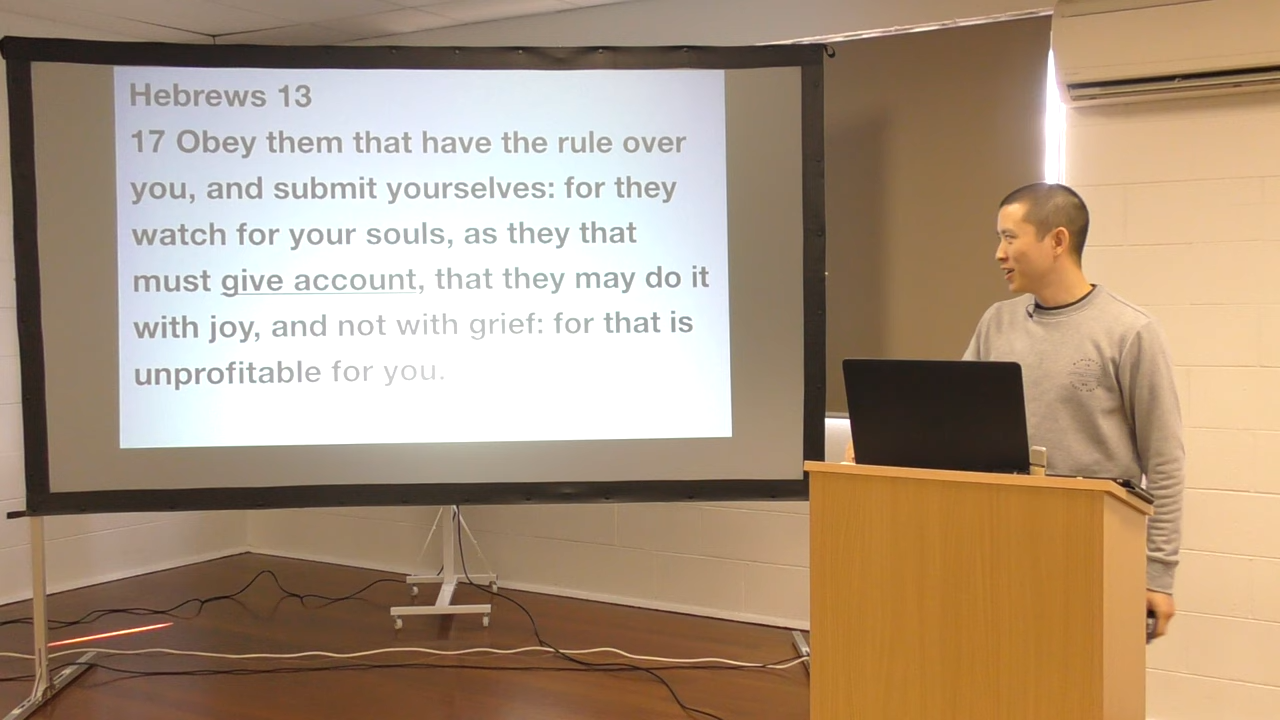 Hebrews 13
17 Obey them that have the rule over
you, and submit yourselves: for they
watch for your souls, as they that
must give account, that they may do it
with joy, and not with grief: for that is
unprofitable for you.